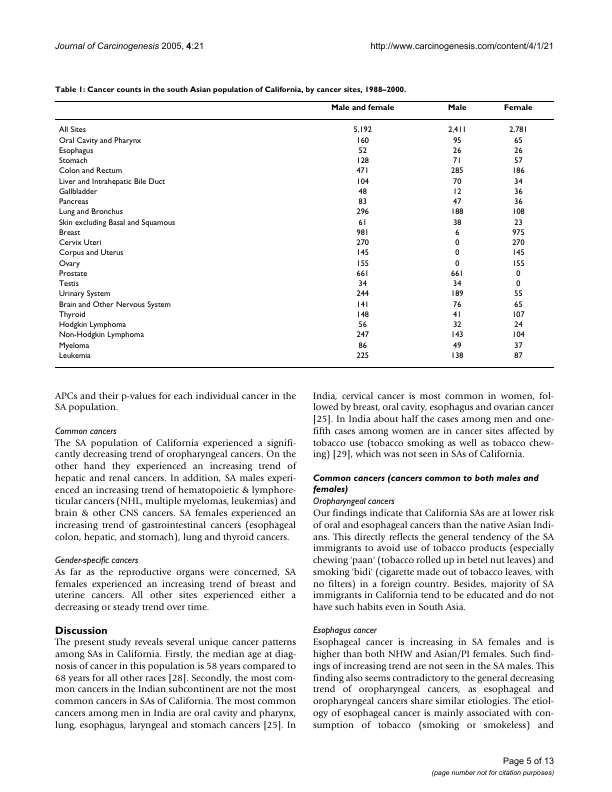 Journal of Carcinogenesis 2005, 4:21 http://www.carcinogenesis.com/content/4/1/21
Table 1: Cancer counts in the south Asian population of California, by cancer sites, 1988–2000.
Male and female Male Female
All Sites 5,192 2,411 2,781
Oral Cavity and Pharynx 160 95 65
Esophagus 52 26 26
Stomach 128 71 57
Colon and Rectum 471 285 186
Liver and Intrahepatic Bile Duct 104 70 34
Gallbladder 48 12 36
Pancreas 83 47 36
Lung and Bronchus 296 188 108
Skin excluding Basal and Squamous 61 38 23
Breast 981 6 975
Cervix Uteri 270 0 270
Corpus and Uterus 145 0 145
Ovary 155 0 155
Prostate 661 661 0
Testis 34 34 0
Urinary System 244 189 55
Brain and Other Nervous System 141 76 65
Thyroid 148 41 107
Hodgkin Lymphoma 56 32 24
Non-Hodgkin Lymphoma 247 143 104
Myeloma 86 49 37
Leukemia 225 138 87
APCs and their p-values for each individual cancer in the
SA population.
Common cancers
The SA population of California experienced a signifi-
cantly decreasing trend of oropharyngeal cancers. On the
other hand they experienced an increasing trend of
hepatic and renal cancers. In addition, SA males experi-
enced an increasing trend of hematopoietic & lymphore-
ticular cancers (NHL, multiple myelomas, leukemias) and
brain & other CNS cancers. SA females experienced an
increasing trend of gastrointestinal cancers (esophageal
colon, hepatic, and stomach), lung and thyroid cancers.
Gender-specific cancers
As far as the reproductive organs were concerned, SA
females experienced an increasing trend of breast and
uterine cancers. All other sites experienced either a
decreasing or steady trend over time.
Discussion
The present study reveals several unique cancer patterns
among SAs in California. Firstly, the median age at diag-
nosis of cancer in this population is 58 years compared to
68 years for all other races [28]. Secondly, the most com-
mon cancers in the Indian subcontinent are not the most
common cancers in SAs of California. The most common
cancers among men in India are oral cavity and pharynx,
lung, esophagus, laryngeal and stomach cancers [25]. In
India, cervical cancer is most common in women, fol-
lowed by breast, oral cavity, esophagus and ovarian cancer
[25]. In India about half the cases among men and one-
fifth cases among women are in cancer sites affected by
tobacco use (tobacco smoking as well as tobacco chew-
ing) [29], which was not seen in SAs of California.
Common cancers (cancers common to both males and
females)
Oropharyngeal cancers
Our findings indicate that California SAs are at lower risk
of oral and esophageal cancers than the native Asian Indi-
ans. This directly reflects the general tendency of the SA
immigrants to avoid use of tobacco products (especially
chewing 'paan' (tobacco rolled up in betel nut leaves) and
smoking 'bidi' (cigarette made out of tobacco leaves, with
no filters) in a foreign country. Besides, majority of SA
immigrants in California tend to be educated and do not
have such habits even in South Asia.
Esophagus cancer
Esophageal cancer is increasing in SA females and is
higher than both NHW and Asian/PI females. Such find-
ings of increasing trend are not seen in the SA males. This
finding also seems contradictory to the general decreasing
trend of oropharyngeal cancers, as esophageal and
oropharyngeal cancers share similar etiologies. The etiol-
ogy of esophageal cancer is mainly associated with con-
sumption of tobacco (smoking or smokeless) and
Page 5 of 13
(page number not for citation purposes)